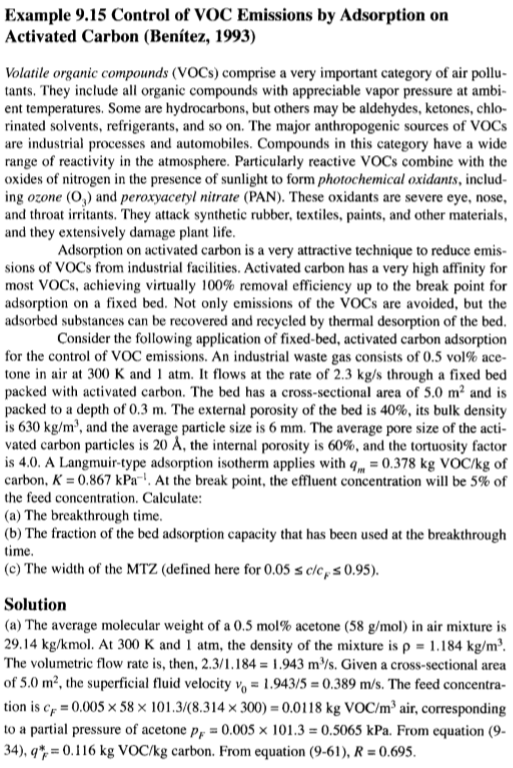 Example 9.15 Control of VOC Emissions by Adsorption on
Activated Carbon (Benítez, 1993)
Volatile organic compounds (VOCs) comprise a very important category of air pollu-
tants. They include all organic compounds with appreciable vapor pressure at ambi-
ent temperatures. Some are hydrocarbons, but others may be aldehydes, ketones, chlo-
rinated solvents, refrigerants, and so on. The major anthropogenic sources of VOCs
are industrial processes and automobiles. Compounds in this category have a wide
range of reactivity in the atmosphere. Particularly reactive VOCs combine with the
oxides of nitrogen in the presence of sunlight to form photochemical oxidants, includ-
ing ozone (O₃) and peroxyacetyl nitrate (PAN). These oxidants are severe eye, nose,
and throat irritants. They attack synthetic rubber, textiles, paints, and other materials,
and they extensively damage plant life.
Adsorption on activated carbon is a very attractive technique to reduce emis-
sions of VOCs from industrial facilities. Activated carbon has a very high affinity for
most VOCs, achieving virtually 100% removal efficiency up to the break point for
adsorption on a fixed bed. Not only emissions of the VOCs are avoided, but the
adsorbed substances can be recovered and recycled by thermal desorption of the bed.
Consider the following application of fixed-bed, activated carbon adsorption
for the control of VOC emissions. An industrial waste gas consists of 0.5 vol% ace-
tone in air at 300 K and 1 atm. It flows at the rate of 2.3 kg/s through a fixed bed
packed with activated carbon. The bed has a cross-sectional area of 5.0 m² and is
packed to a depth of 0.3 m. The external porosity of the bed is 40%, its bulk density
is 630 kg/m³, and the average particle size is 6 mm. The average pore size of the acti-
vated carbon particles is 20 Å, the internal porosity is 60%, and the tortuosity factor
is 4.0. A Langmuir-type adsorption isotherm applies with qₘ = 0.378 kg VOC/kg of
carbon, K = 0.867 kPa⁻¹. At the break point, the effluent concentration will be 5% of
the feed concentration. Calculate:
(a) The breakthrough time.
(b) The fraction of the bed adsorption capacity that has been used at the breakthrough
time.
(c) The width of the MTZ (defined here for 0.05 ≤ c/c_F ≤ 0.95).
Solution
(a) The average molecular weight of a 0.5 mol% acetone (58 g/mol) in air mixture is
29.14 kg/kmol. At 300 K and 1 atm, the density of the mixture is ρ = 1.184 kg/m³.
The volumetric flow rate is, then, 2.3/1.184 = 1.943 m³/s. Given a cross-sectional area
of 5.0 m², the superficial fluid velocity v₀ = 1.943/5 = 0.389 m/s. The feed concentra-
tion is c_F = 0.005 × 58 × 101.3/(8.314 × 300) = 0.0118 kg VOC/m³ air, corresponding
to a partial pressure of acetone p_F = 0.005 × 101.3 = 0.5065 kPa. From equation (9-
34), q*_F = 0.116 kg VOC/kg carbon. From equation (9-61), R = 0.695.